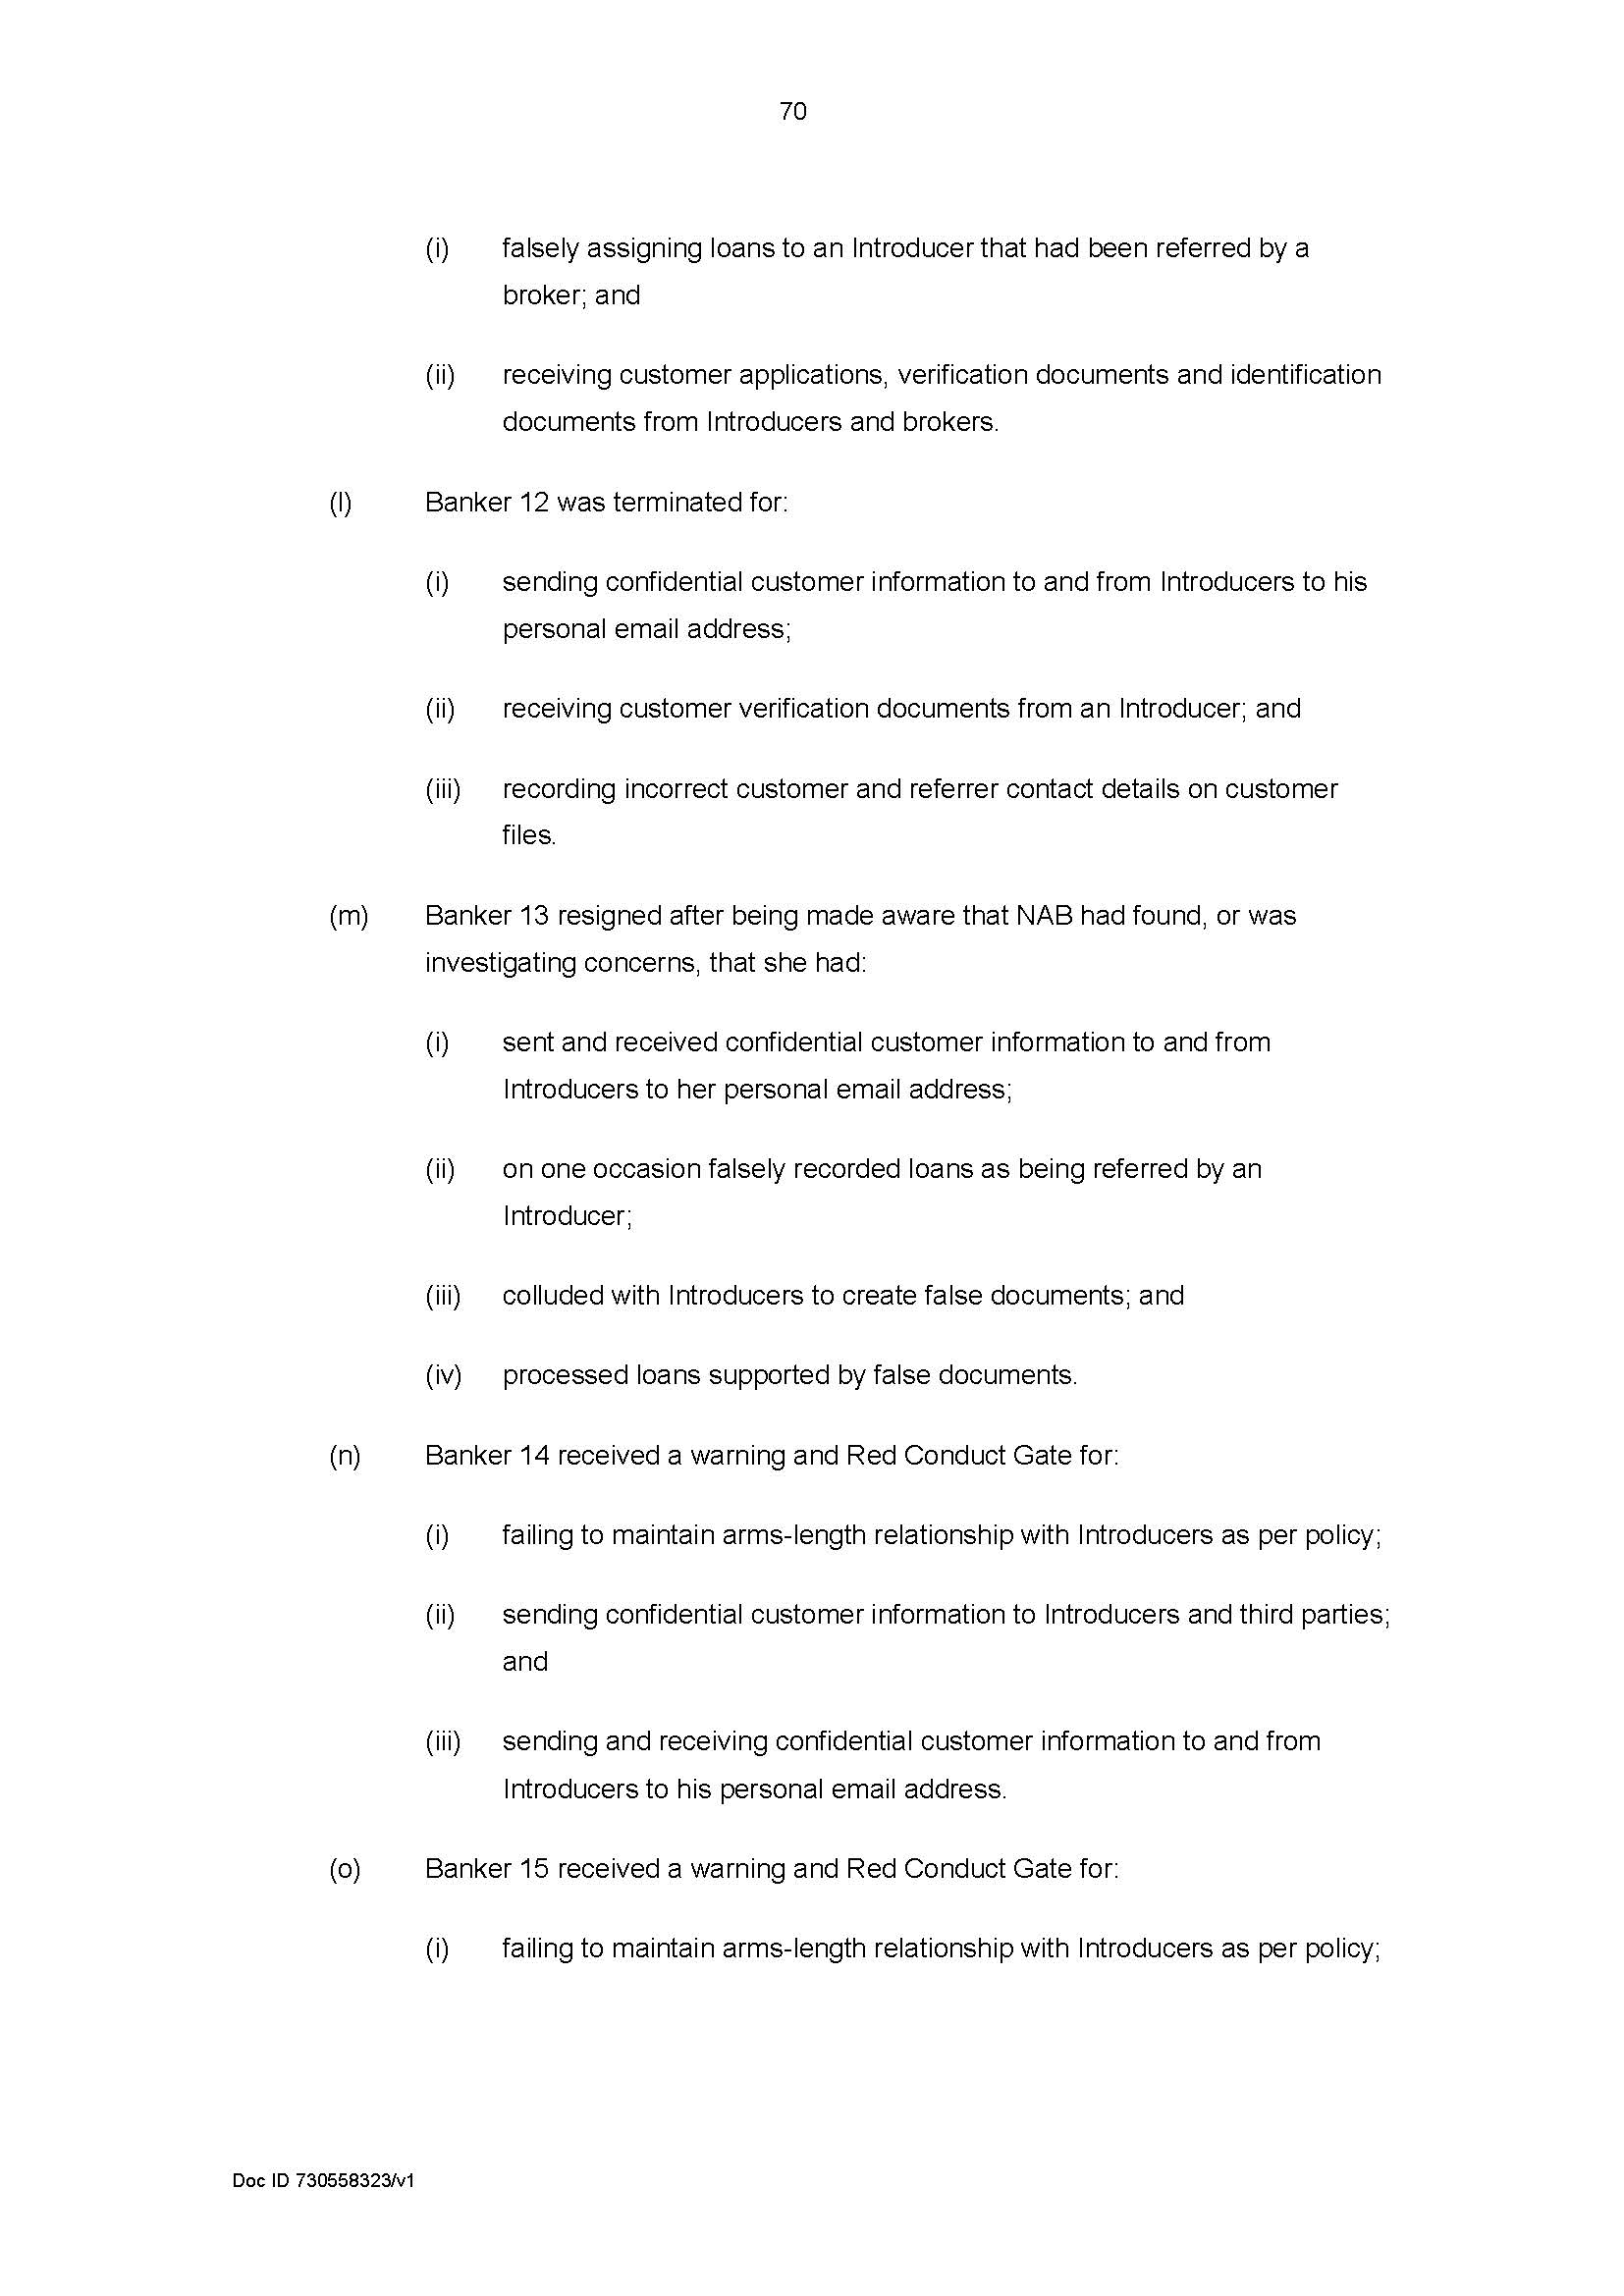 70
(i) falsely assigning loans to an Introducer that had been referred by a
broker; and
(ii) receiving customer applications, verification documents and identification
documents from Introducers and brokers.
(l) Banker 12 was terminated for:
(i) sending confidential customer information to and from Introducers to his
personal email address;
(ii) receiving customer verification documents from an Introducer; and
(iii) recording incorrect customer and referrer contact details on customer
files.
(m) Banker 13 resigned after being made aware that NAB had found, or was
investigating concerns, that she had:
(i) sent and received confidential customer information to and from
Introducers to her personal email address;
(ii) on one occasion falsely recorded loans as being referred by an
Introducer;
(iii) colluded with Introducers to create false documents; and
(iv) processed loans supported by false documents.
(n) Banker 14 received a warning and Red Conduct Gate for:
(i) failing to maintain arms-length relationship with Introducers as per policy;
(ii) sending confidential customer information to Introducers and third parties;
and
(iii) sending and receiving confidential customer information to and from
Introducers to his personal email address.
(o) Banker 15 received a warning and Red Conduct Gate for:
(i) failing to maintain arms-length relationship with Introducers as per policy;
Doc ID 730558323/v1